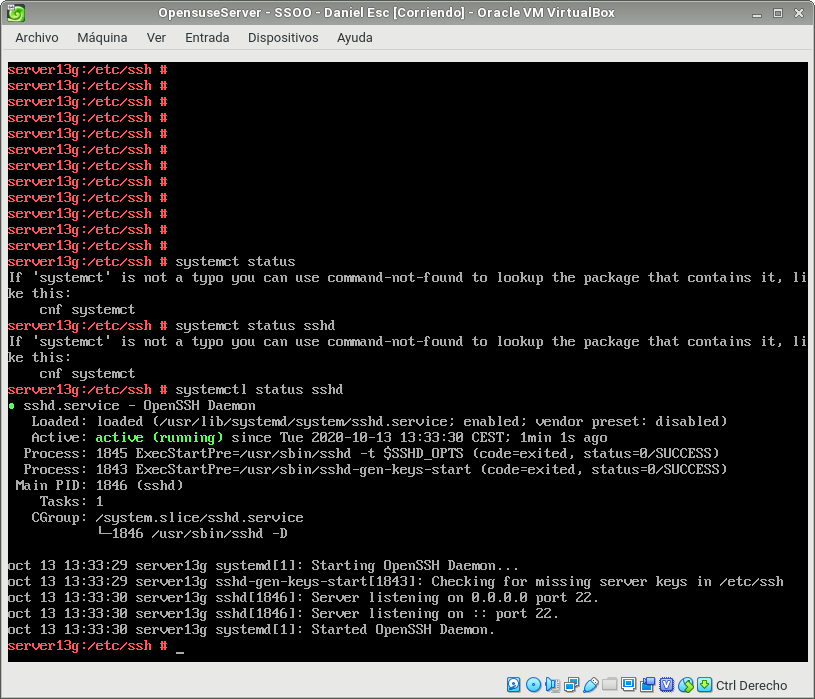 OpensuseServer - SSOO - Daniel Esc [Corriendo] - Oracle VM VirtualBox
Archivo Máquina Ver Entrada Dispositivos Ayuda
server13g:/etc/ssh #
server13g:/etc/ssh #
server13g:/etc/ssh #
server13g:/etc/ssh #
server13g:/etc/ssh #
server13g:/etc/ssh #
server13g:/etc/ssh #
server13g:/etc/ssh #
server13g:/etc/ssh #
server13g:/etc/ssh #
server13g:/etc/ssh #
server13g:/etc/ssh #
server13g:/etc/ssh # systemct status
If 'systemct' is not a typo you can use command-not-found to lookup the package that contains it, li
ke this:
    cnf systemct
server13g:/etc/ssh # systemct status sshd
If 'systemct' is not a typo you can use command-not-found to lookup the package that contains it, li
ke this:
    cnf systemct
server13g:/etc/ssh # systemctl status sshd
● sshd.service - OpenSSH Daemon
   Loaded: loaded (/usr/lib/systemd/system/sshd.service; enabled; vendor preset: disabled)
   Active: active (running) since Tue 2020-10-13 13:33:30 CEST; 1min 1s ago
  Process: 1845 ExecStartPre=/usr/sbin/sshd -t $SSHD_OPTS (code=exited, status=0/SUCCESS)
  Process: 1843 ExecStartPre=/usr/sbin/sshd-gen-keys-start (code=exited, status=0/SUCCESS)
 Main PID: 1846 (sshd)
    Tasks: 1
   CGroup: /system.slice/sshd.service
           └─1846 /usr/sbin/sshd -D
oct 13 13:33:29 server13g systemd[1]: Starting OpenSSH Daemon...
oct 13 13:33:29 server13g sshd-gen-keys-start[1843]: Checking for missing server keys in /etc/ssh
oct 13 13:33:30 server13g sshd[1846]: Server listening on 0.0.0.0 port 22.
oct 13 13:33:30 server13g sshd[1846]: Server listening on :: port 22.
oct 13 13:33:30 server13g systemd[1]: Started OpenSSH Daemon.
server13g:/etc/ssh # _
Ctrl Derecho